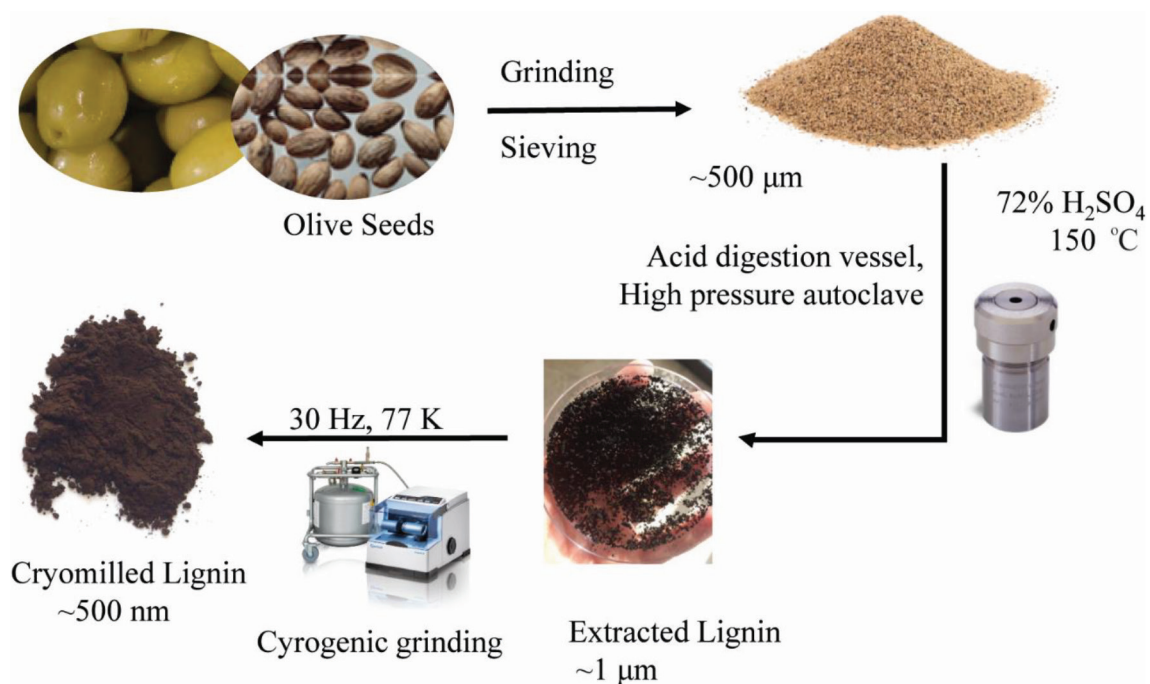 Grinding
Sieving
Olive Seeds
~500 μm
72% H₂SO₄
150 °C
Acid digestion vessel,
High pressure autoclave
30 Hz, 77 K
Cryomilled Lignin
~500 nm
Cyrogenic grinding
Extracted Lignin
~1 μm